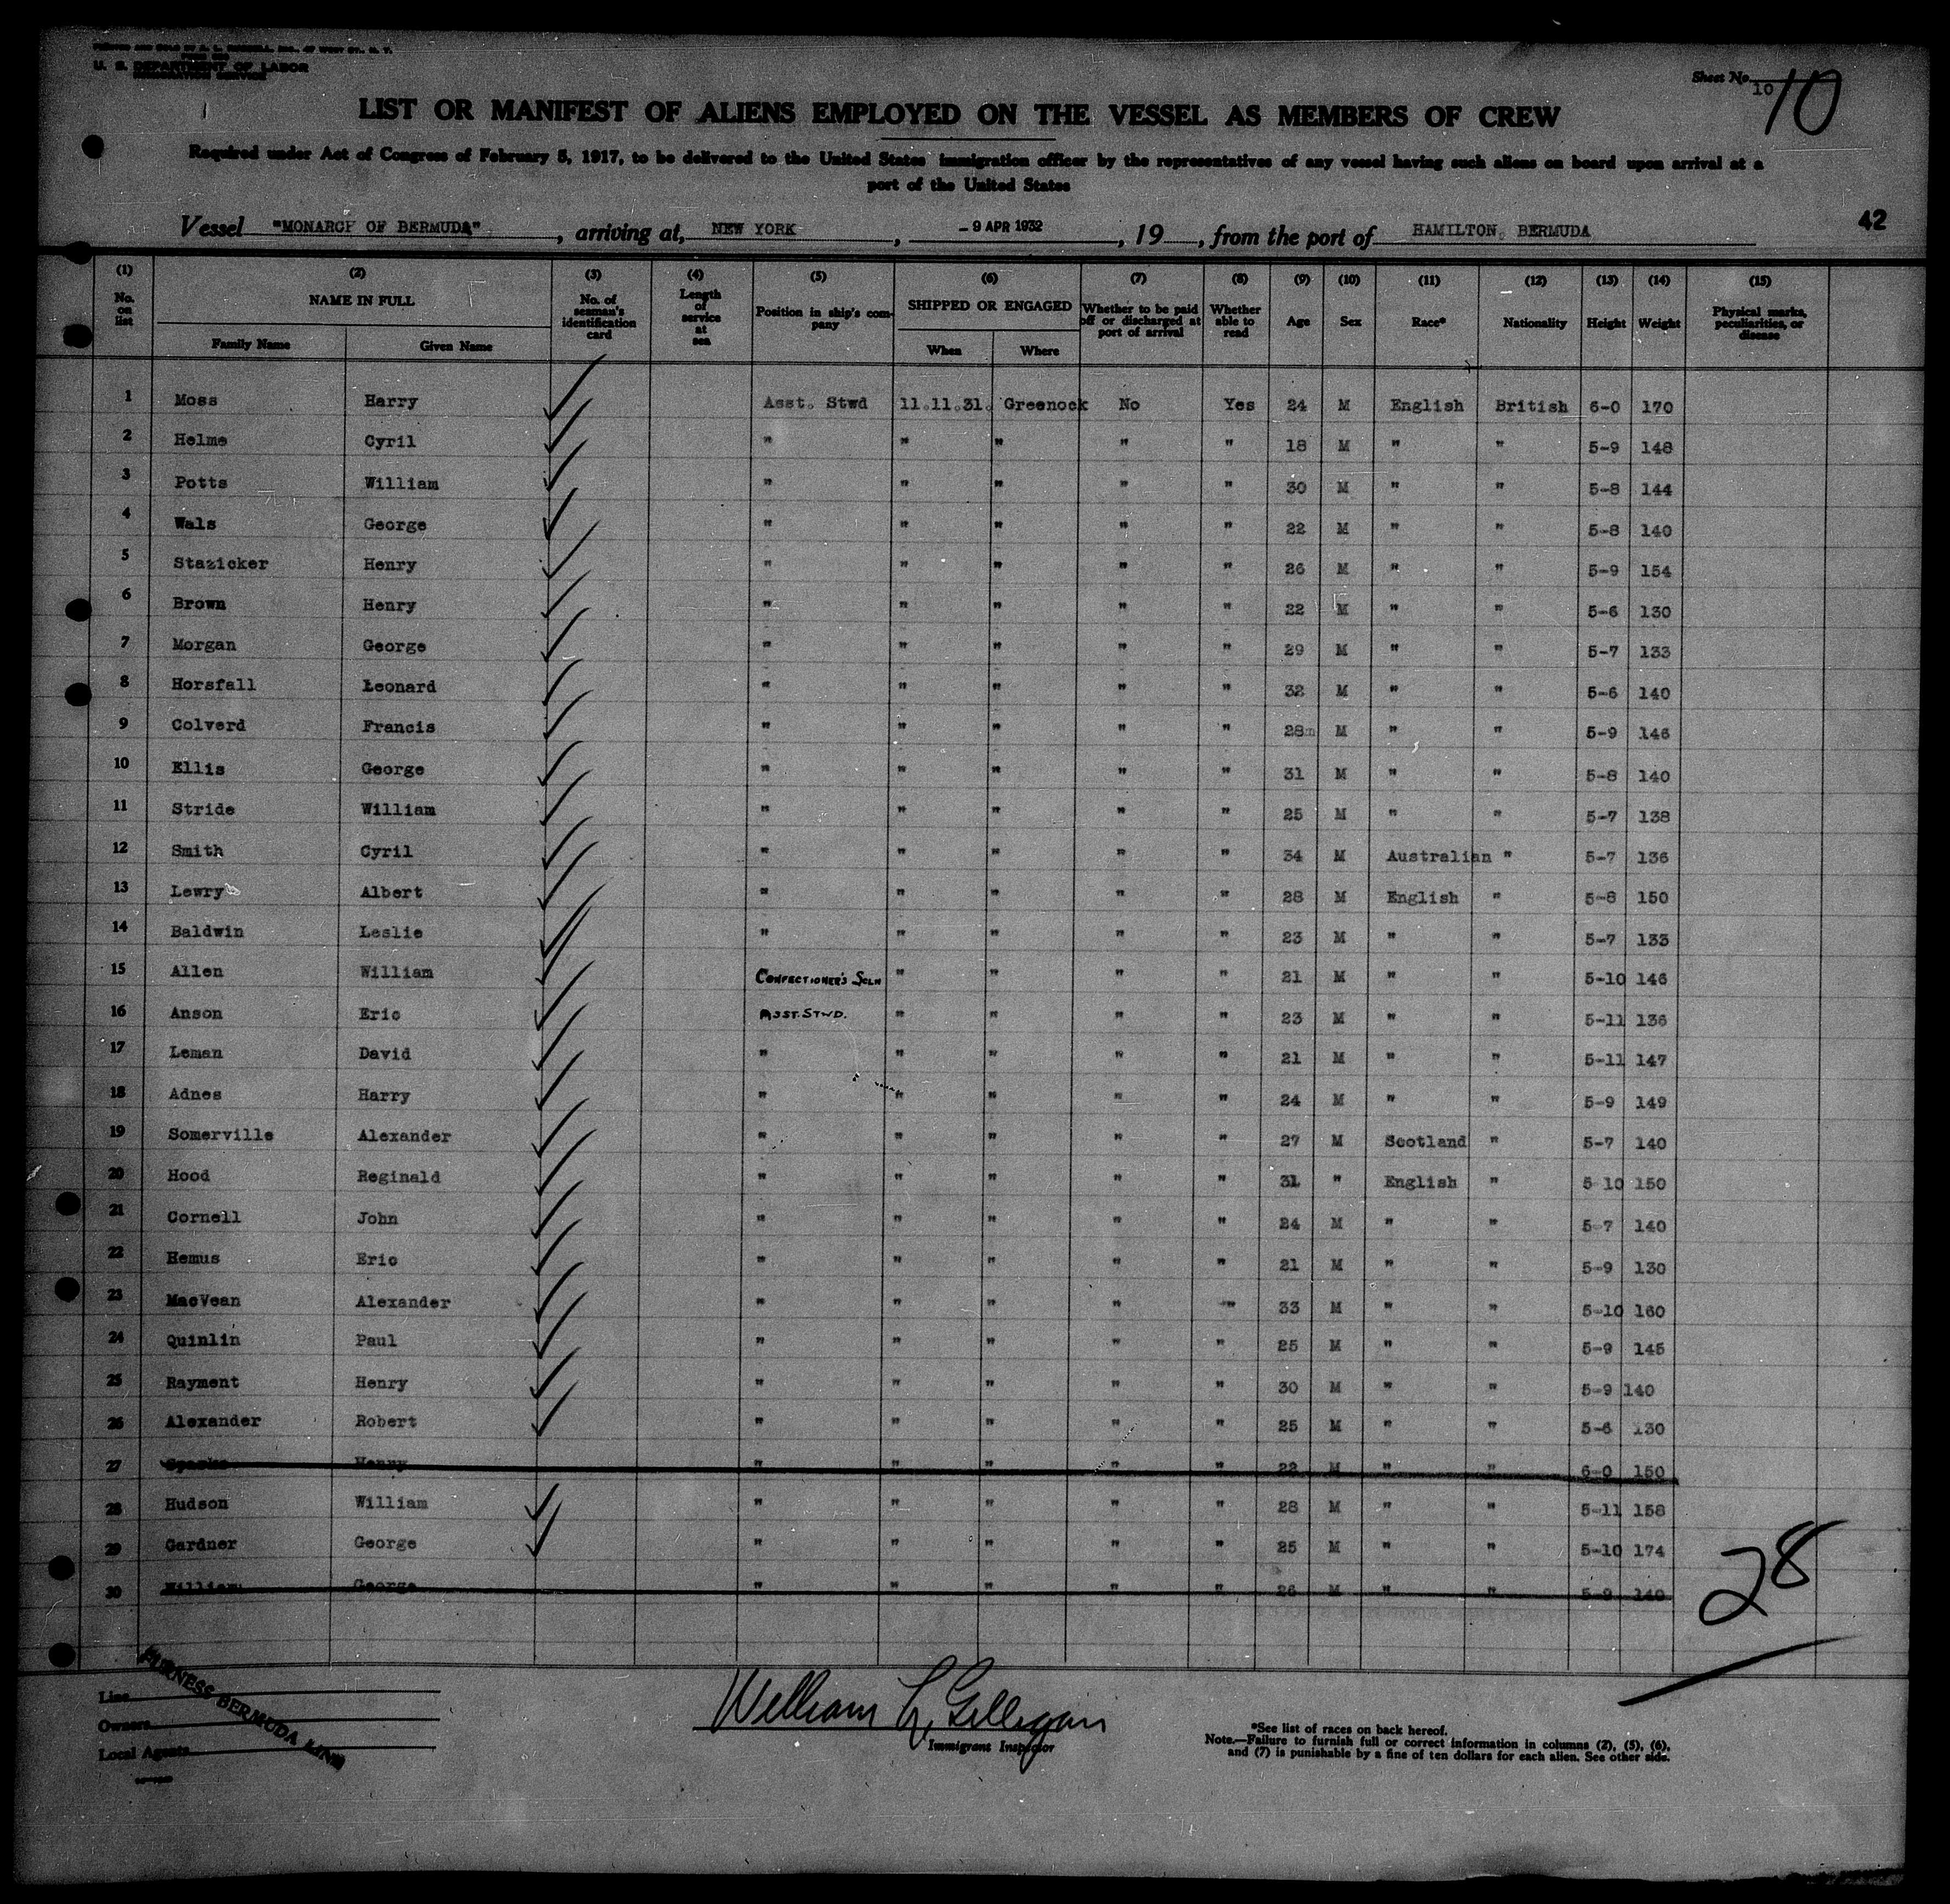 U. S. DEPARTMENT OF LABOR
Sheet No. 10
10
LIST OR MANIFEST OF ALIENS EMPLOYED ON THE VESSEL AS MEMBERS OF CREW
Required under Act of Congress of February 5, 1917, to be delivered to the United States immigration officer by the representatives of any vessel having such aliens on board upon arrival at a
port of the United States
42
Vessel "MONARCH OF BERMUDA", arriving at, NEW YORK, - 9 APR 1932, 19, from the port of HAMILTON, BERMUDA
(1) (2) (3) (4) (5) (6) (7) (8) (9) (10) (11) (12) (13) (14) (15)
No. on list NAME IN FULL No. of seaman's identification card Length of service at sea Position in ship's company SHIPPED OR ENGAGED Whether to be paid off or discharged at port of arrival Whether able to read Age Sex Race* Nationality Height Weight Physical marks, peculiarities, or disease
Family Name Given Name When Where
1 Moss Harry Asst. Stwd 11.11.31. Greenock No Yes 24 M English British 6-0 170
2 Helme Cyril " " " " " 18 M " " 5-9 148
3 Potts William " " " " " 30 M " " 5-8 144
4 Wals George " " " " " 22 M " " 5-8 140
5 Stazicker Henry " " " " " 26 M " " 5-9 154
6 Brown Henry " " " " " 22 M " " 5-6 130
7 Morgan George " " " " " 29 M " " 5-7 133
8 Horsfall Leonard " " " " " 32 M " " 5-6 140
9 Colverd Francis " " " " " 28m M " " 5-9 146
10 Ellis George " " " " " 31 M " " 5-8 140
11 Stride William " " " " " 25 M " " 5-7 138
12 Smith Cyril " " " " " 34 M Australian " 5-7 136
13 Lewry Albert " " " " " 28 M English " 5-8 150
14 Baldwin Leslie " " " " " 23 M " " 5-7 133
15 Allen William CONFECTIONER'S SCLN " " " " 21 M " " 5-10 146
16 Anson Eric ASST. STWD. " " " " 23 M " " 5-11 136
17 Leman David " " " " " 21 M " " 5-11 147
18 Adnes Harry " " " " " 24 M " " 5-9 149
19 Somerville Alexander " " " " " 27 M Scotland " 5-7 140
20 Hood Reginald " " " " " 31 " English " 5 10 150
21 Cornell John " " " " " 24 M " " 5-7 140
22 Hemus Eric " " " " " 21 M " " 5-9 130
23 MacVean Alexander " " " " " 33 M " " 5-10 160
24 Quinlin Paul " " " " " 25 M " " 5-9 145
25 Rayment Henry " " " " " 30 M " " 5-9 140
26 Alexander Robert " " " " " 25 M " " 5-6 130
27 Henry " " " " " 22 M " " 6-0 150
28 Hudson William " " " " " 28 M " " 5-11 158
29 Gardner George " " " " " 25 M " " 5-10 174
30 William George " " " " " 26 M " " 5-9 140
28
Line
Owners
Local Agents
FURNESS BERMUDA LINE
William L. Gilligan
Immigrant Inspector
*See list of races on back hereof.
Note.—Failure to furnish full or correct information in columns (2), (5), (6),
and (7) is punishable by a fine of ten dollars for each alien. See other side.